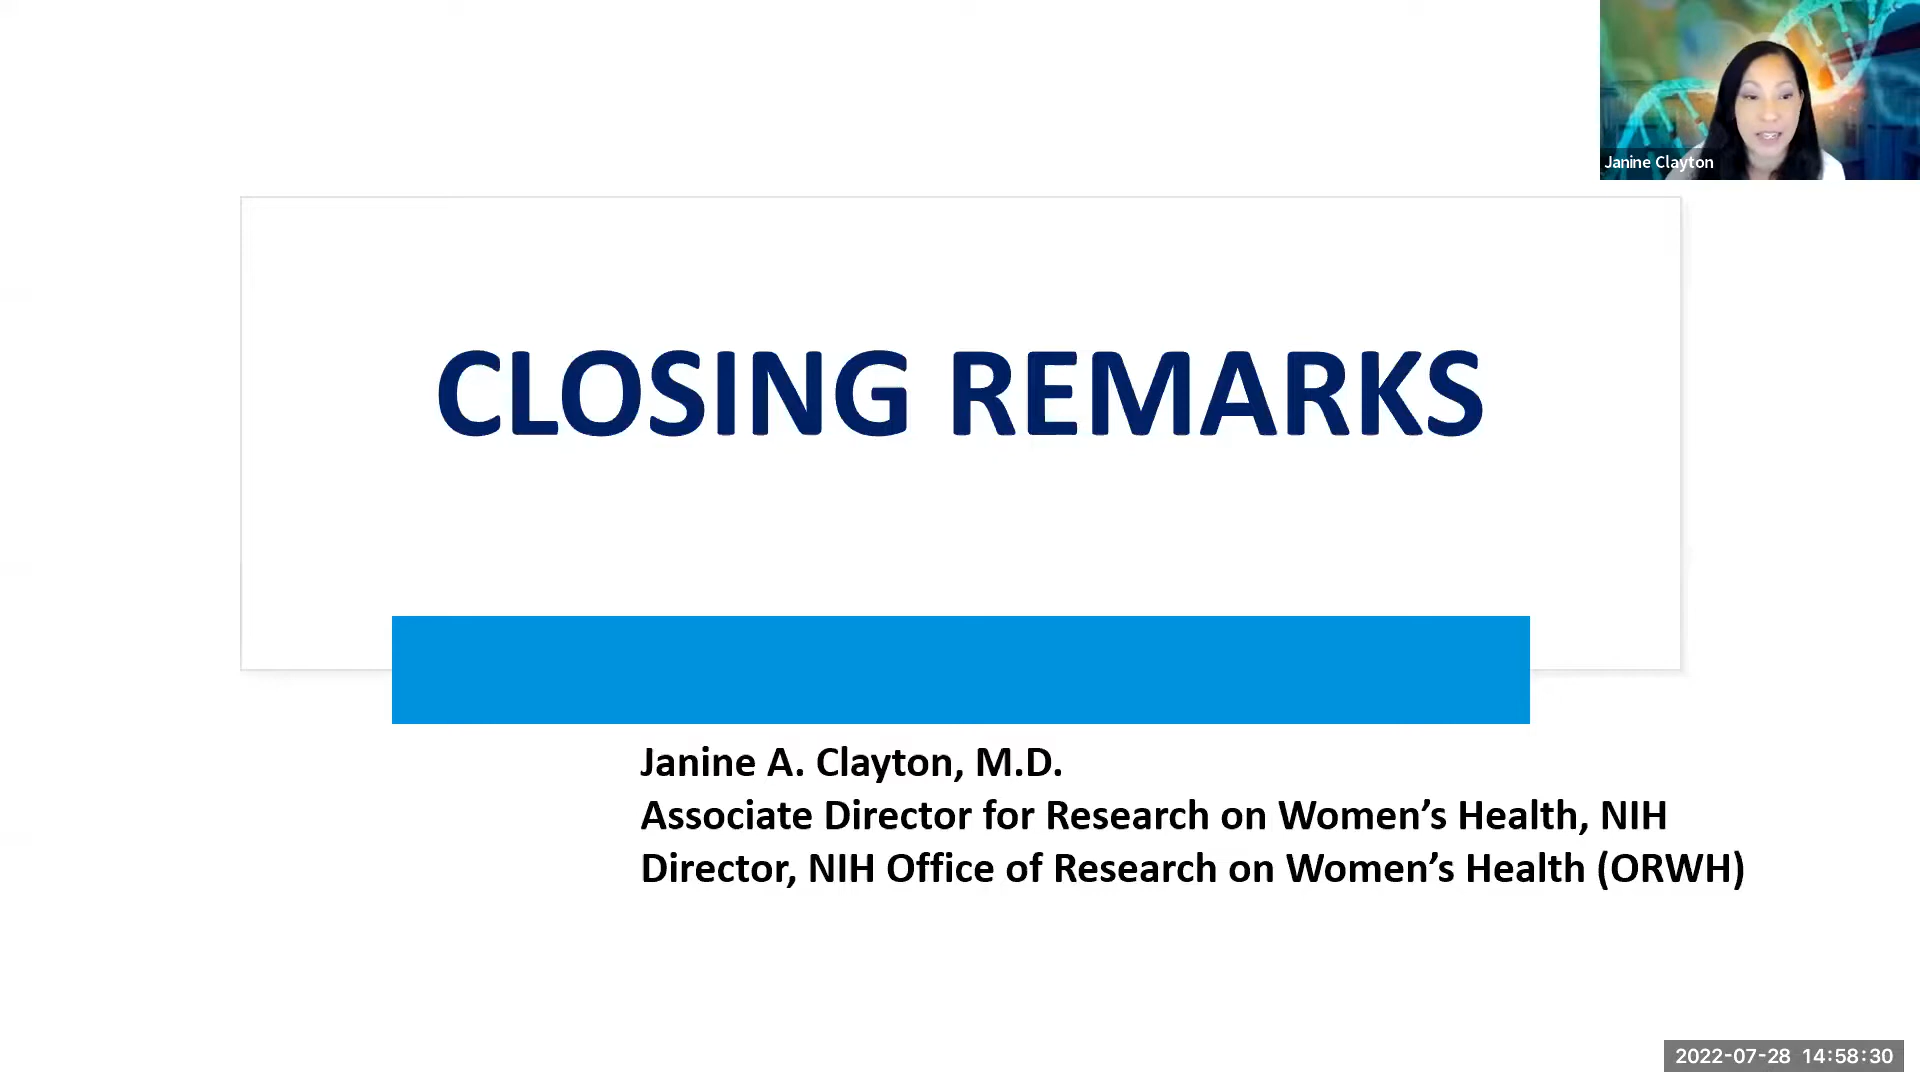 Janine Clayton
CLOSING REMARKS
Janine A. Clayton, M.D.
Associate Director for Research on Women’s Health, NIH
Director, NIH Office of Research on Women’s Health (ORWH)
2022-07-28 14:58:30